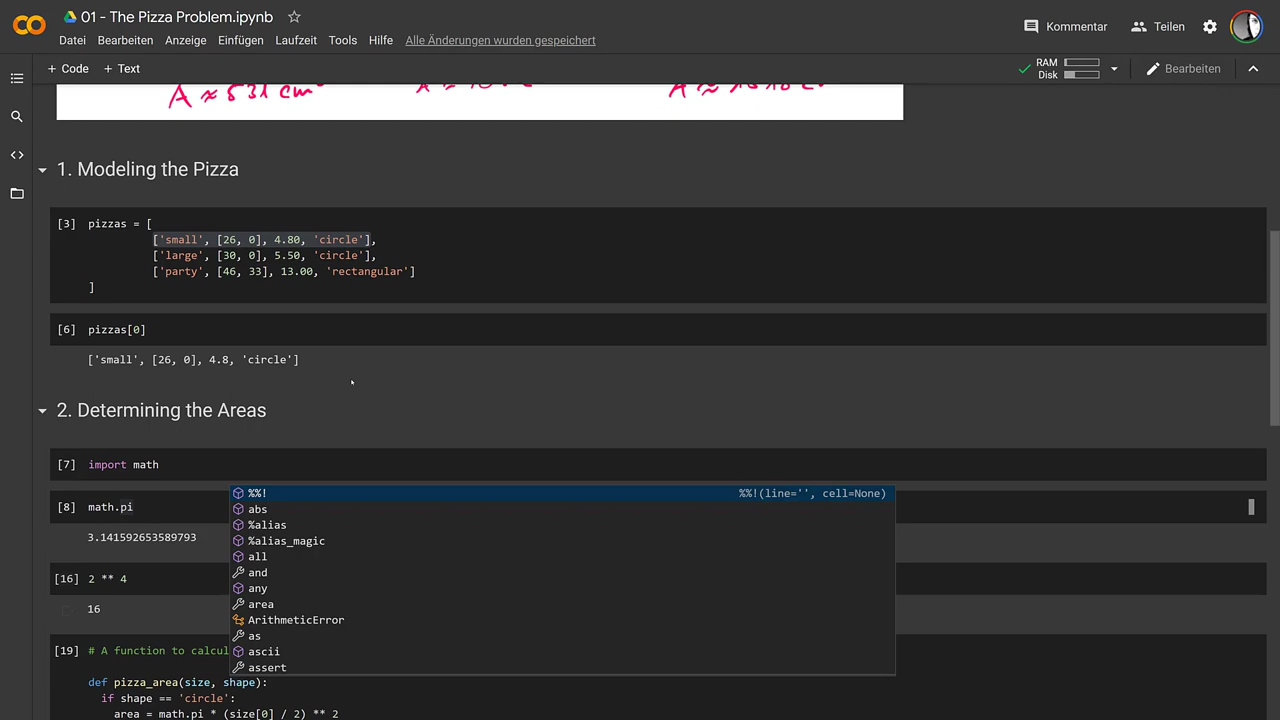 01 - The Pizza Problem.ipynb
Kommentar
Teilen
Datei Bearbeiten Anzeige Einfügen Laufzeit Tools Hilfe Alle Änderungen wurden gespeichert
+ Code + Text
RAM
Disk
Bearbeiten
A ≈ 531 cm
1. Modeling the Pizza
[3] pizzas = [
['small', [26, 0], 4.80, 'circle'],
['large', [30, 0], 5.50, 'circle'],
['party', [46, 33], 13.00, 'rectangular']
]
[6] pizzas[0]
['small', [26, 0], 4.8, 'circle']
2. Determining the Areas
[7] import math
%%! %%!(line='', cell=None)
[8] math.pi
abs
%alias
3.141592653589793
%alias_magic
all
and
[16] 2 ** 4
any
area
16
ArithmeticError
as
[19] # A function to calcul
ascii
assert
def pizza_area(size, shape):
if shape == 'circle':
area = math.pi * (size[0] / 2) ** 2